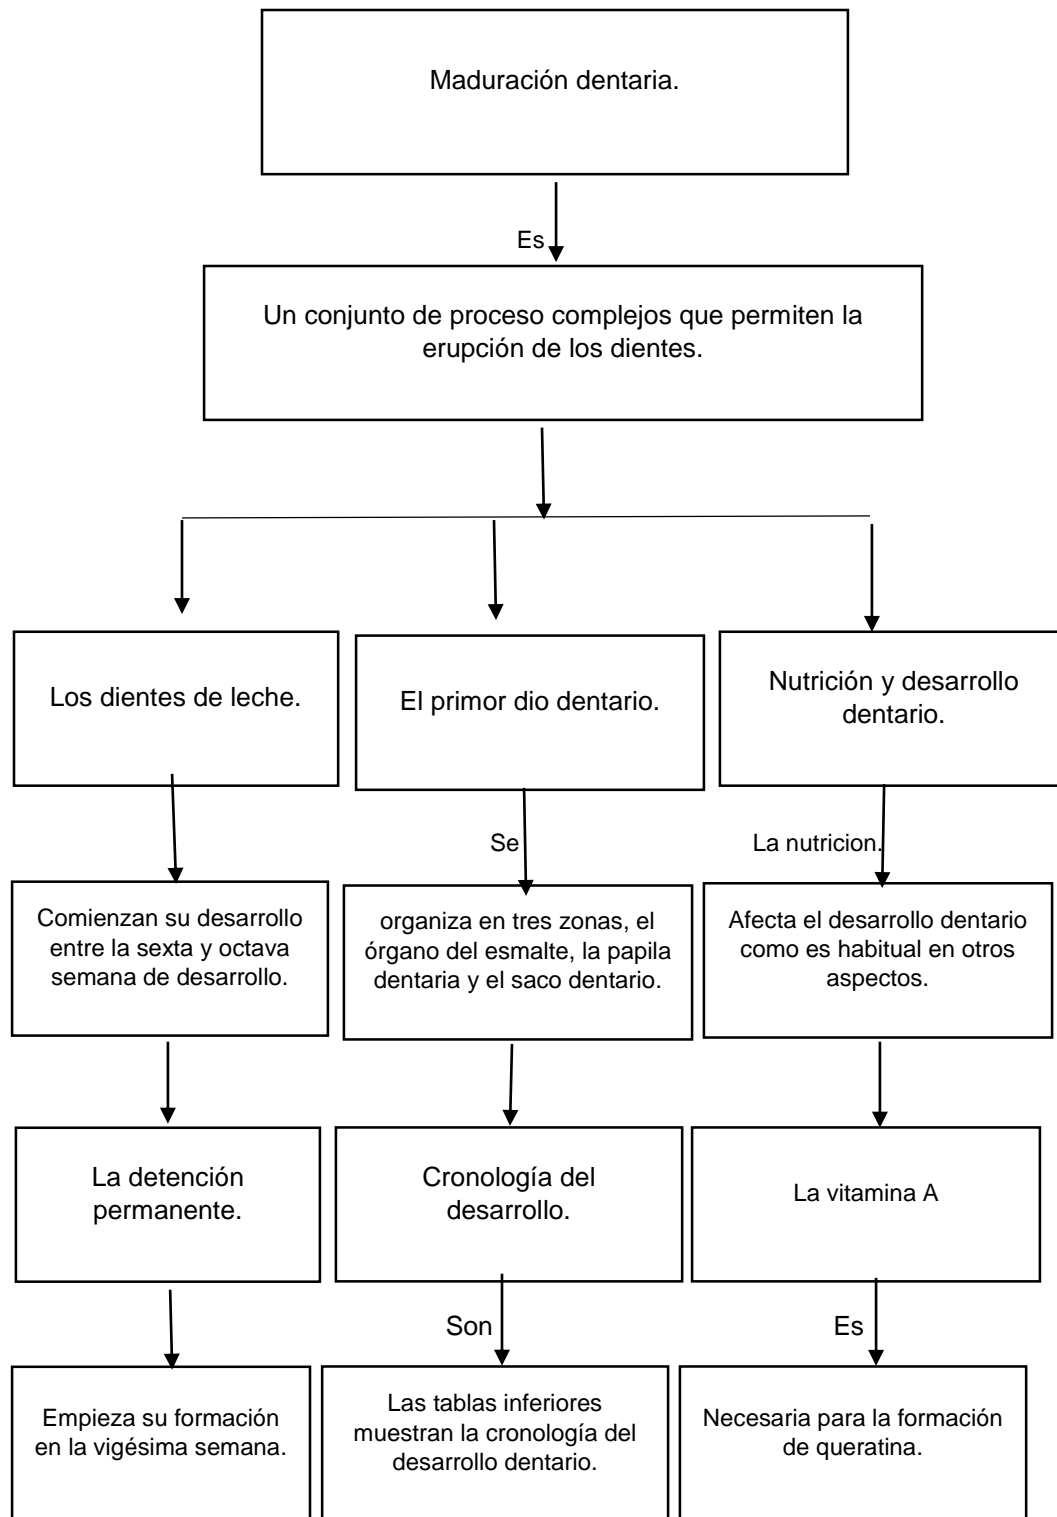 Maduración dentaria.
Es
Un conjunto de proceso complejos que permiten la
erupción de los dientes.
Los dientes de leche.
El primor dio dentario.
Nutrición y desarrollo
dentario.
Se
La nutricion.
Comienzan su desarrollo
entre la sexta y octava
semana de desarrollo.
organiza en tres zonas, el
órgano del esmalte, la papila
dentaria y el saco dentario.
Afecta el desarrollo dentario
como es habitual en otros
aspectos.
La detención
permanente.
Cronología del
desarrollo.
La vitamina A
Son
Es
Empieza su formación
en la vigésima semana.
Las tablas inferiores
muestran la cronología del
desarrollo dentario.
Necesaria para la formación
de queratina.